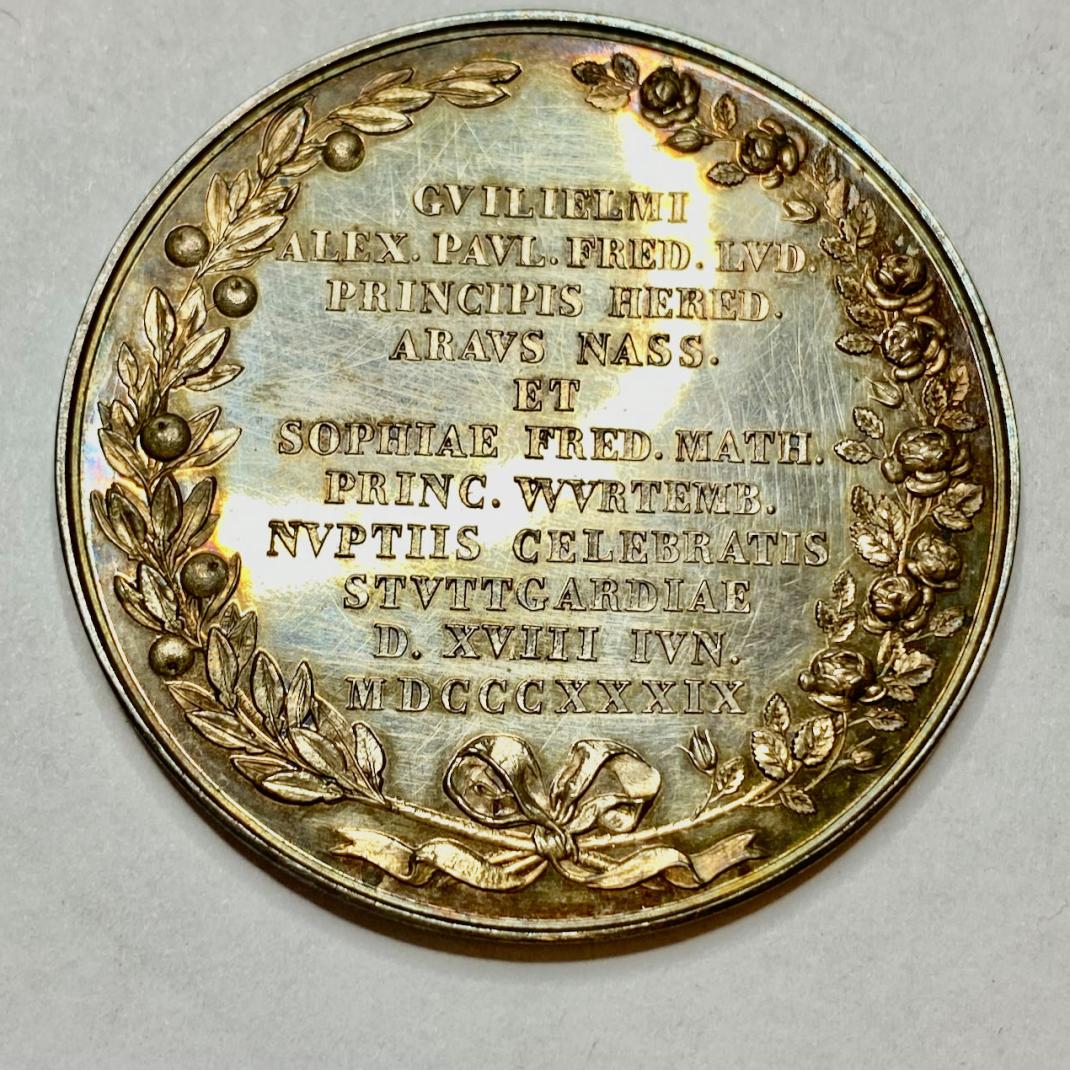 GVILIELMI
ALEX. PAVL. FRED. LVD.
PRINCIPIS HERED.
ARAVS NASS.
ET
SOPHIAE FRED. MATH.
PRINC. WVRTEMB.
NVPTIIS CELEBRATIS
STVTTGARDIAE
D. XVIII IVN.
MDCCCXXXIX